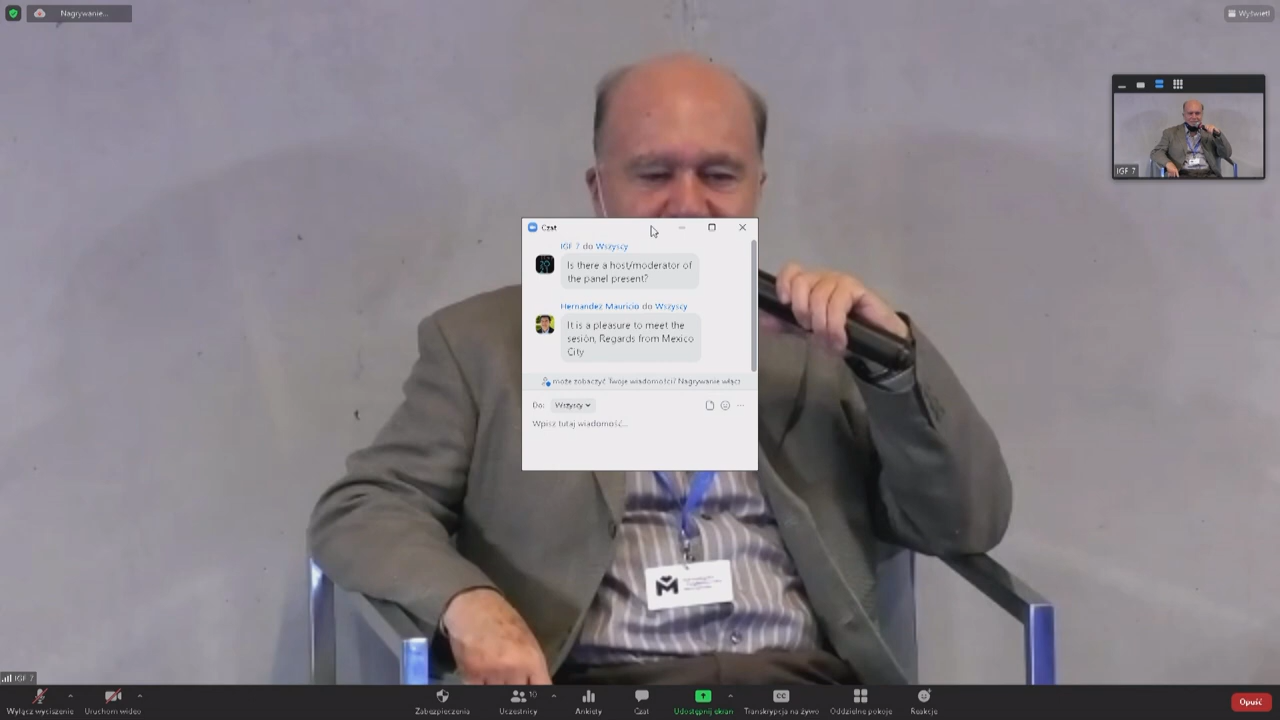 Nagrywanie...
Wyświetl
IGF 7
Czat
IGF 7 do Wszyscy
Is there a host/moderator of
the panel present?
Hernandez Mauricio do Wszyscy
It is a pleasure to meet the
sesión, Regards from Mexico
City
może zobaczyć Twoje wiadomości? Nagrywanie włącz
Do: Wszyscy
Wpisz tutaj wiadomość...
IGF 7
Wyłącz wyciszenie
Uruchom wideo
Zabezpieczenia
10
Uczestnicy
Ankiety
Czat
Udostępnij ekran
CC
Transkrypcja na żywo
Oddzielne pokoje
Reakcje
Opuść